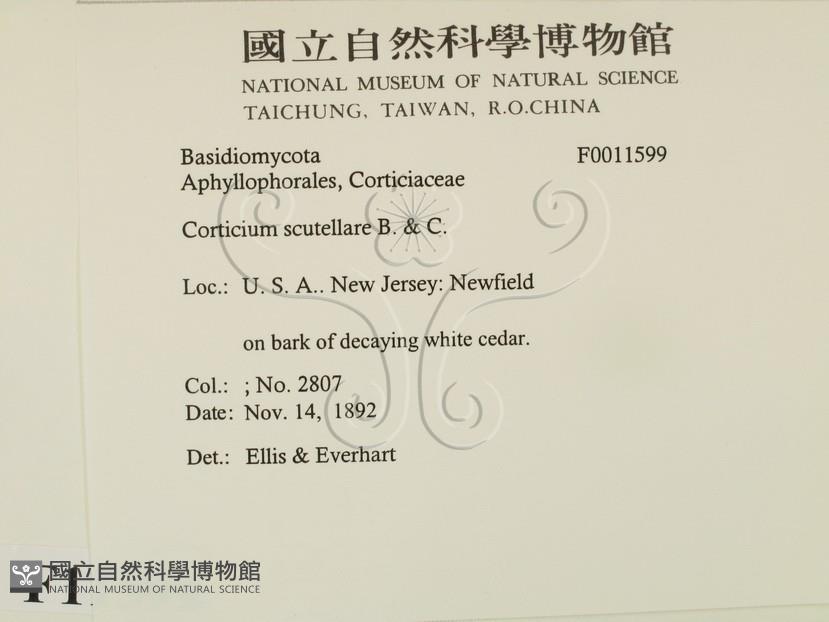 國立自然科學博物館
NATIONAL MUSEUM OF NATURAL SCIENCE
TAICHUNG, TAIWAN, R.O.CHINA
Basidiomycota F0011599
Aphyllophorales, Corticiaceae
Corticium scutellare B. & C.
Loc.: U. S. A.. New Jersey: Newfield
on bark of decaying white cedar.
Col.: ; No. 2807
Date: Nov. 14, 1892
Det.: Ellis & Everhart
國立自然科學博物館
NATIONAL MUSEUM OF NATURAL SCIENCE